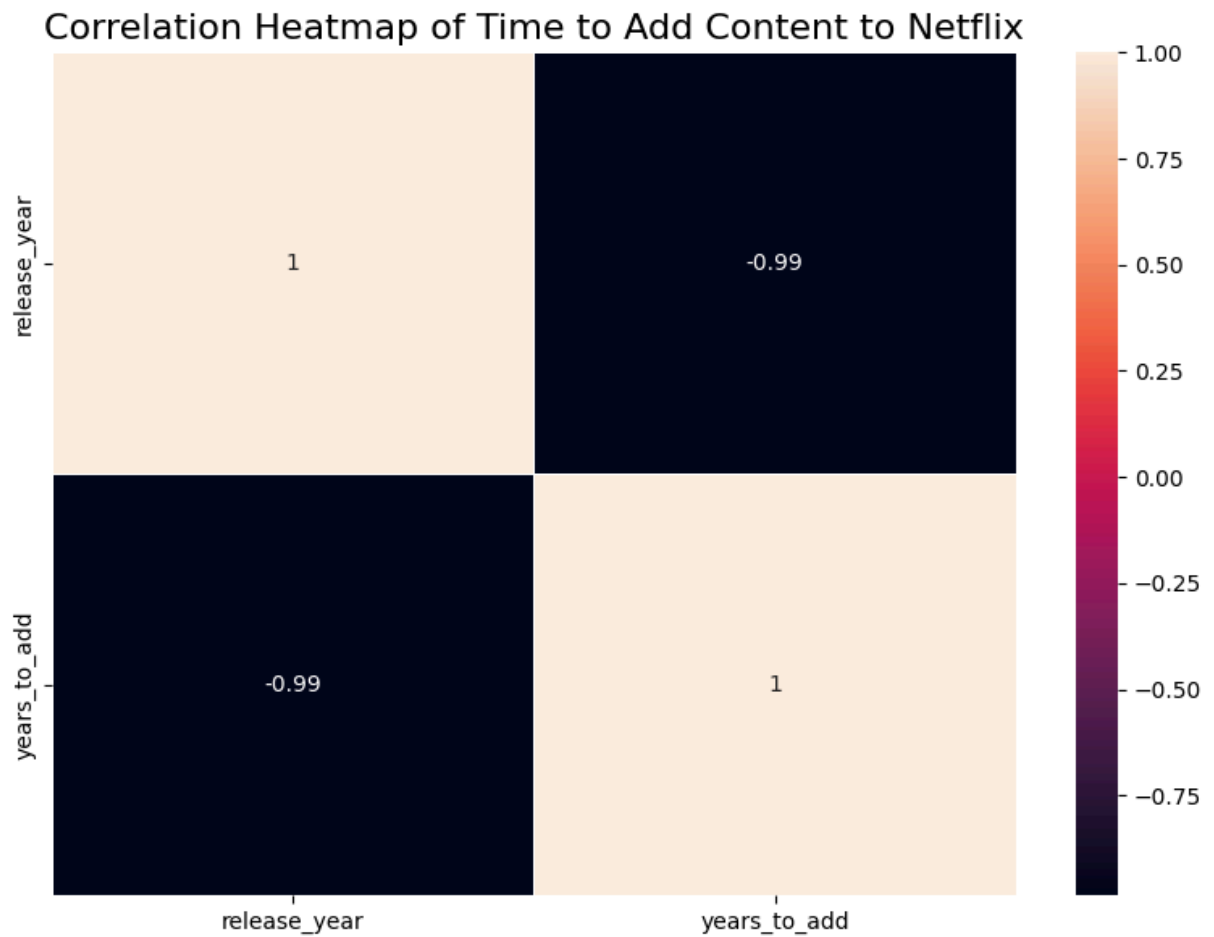 Correlation Heatmap of Time to Add Content to Netflix
1.00
0.75
release_year
1
-0.99
0.50
0.25
0.00
−0.25
years_to_add
-0.99
1
−0.50
−0.75
release_year
years_to_add